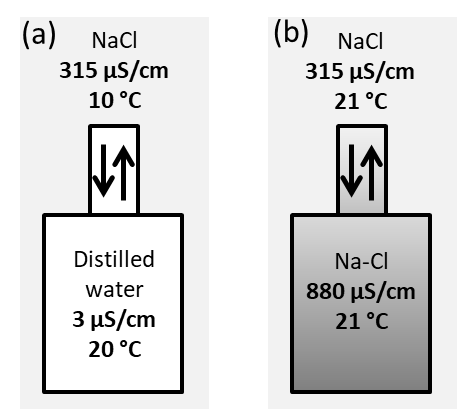 (a)
NaCl
315 µS/cm
10 °C
Distilled
water
3 µS/cm
20 °C
(b)
NaCl
315 µS/cm
21 °C
Na-Cl
880 µS/cm
21 °C